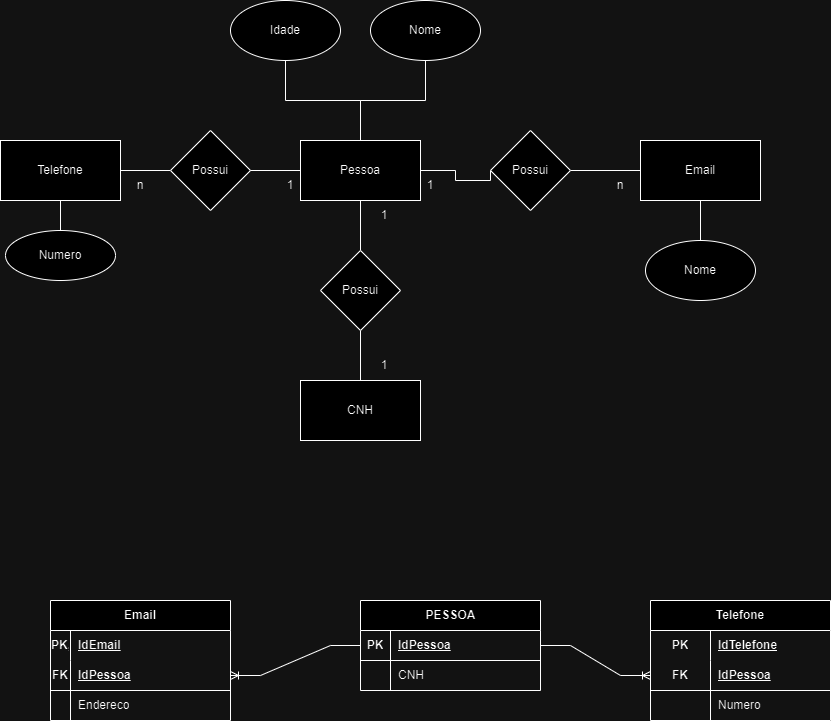 Idade
Nome
Telefone
Possui
Pessoa
Possui
Email
n
1
1
n
1
Numero
Nome
Possui
1
CNH
Email
PK IdEmail
FK IdPessoa
Endereco
PESSOA
PK IdPessoa
CNH
Telefone
PK IdTelefone
FK IdPessoa
Numero